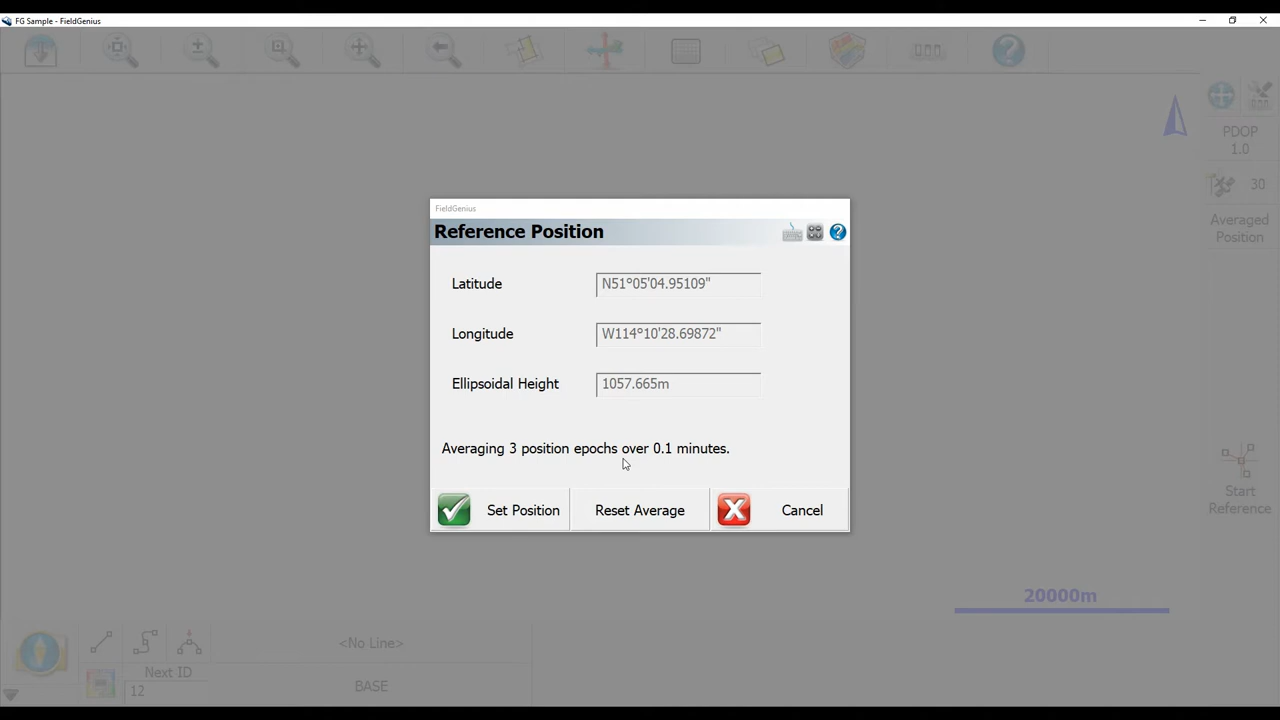 FG Sample - FieldGenius
PDOP
1.0
30
Averaged
Position
FieldGenius
Reference Position
Latitude
N51°05'04.95109"
Longitude
W114°10'28.69872"
Ellipsoidal Height
1057.665m
Averaging 3 position epochs over 0.1 minutes.
Set Position
Reset Average
Cancel
Start
Reference
20000m
<No Line>
Next ID
12
BASE